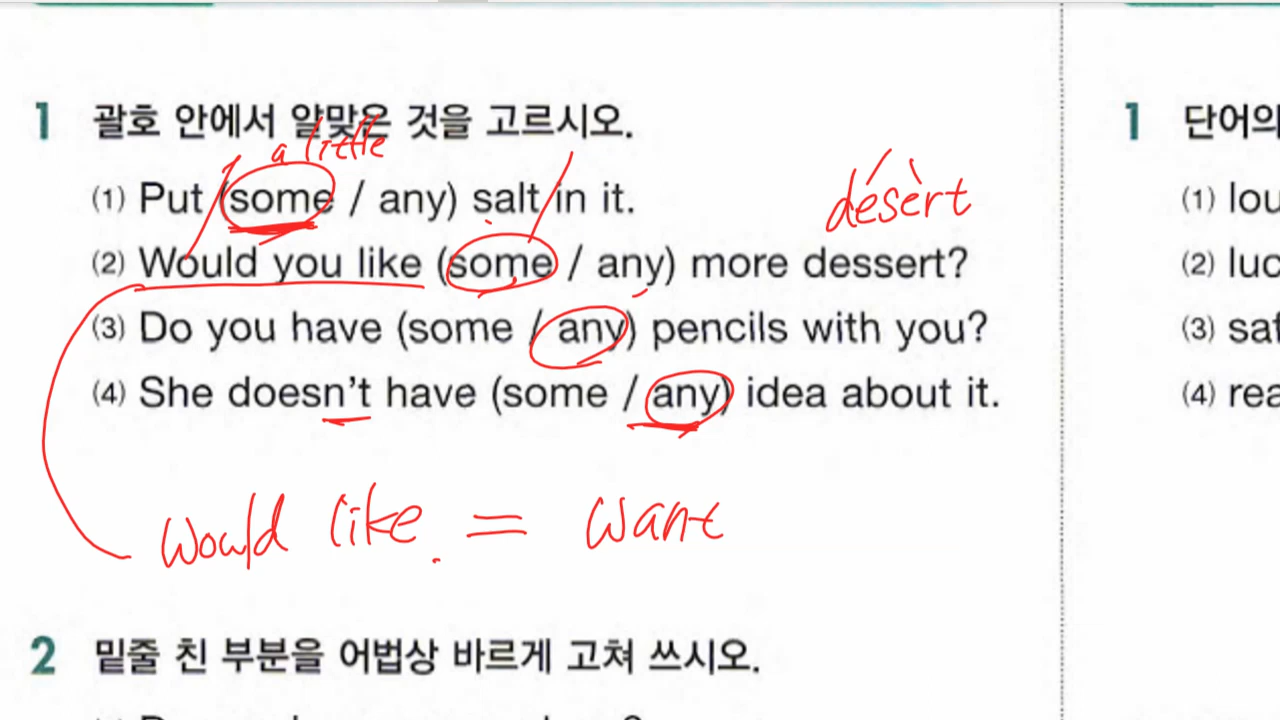 1 괄호 안에서 알맞은 것을 고르시오.
a little
(1) Put (some / any) salt in it.
désèrt
(2) Would you like (some / any) more dessert?
(3) Do you have (some / any) pencils with you?
(4) She doesn't have (some / any) idea about it.
would like = want
2 밑줄 친 부분을 어법상 바르게 고쳐 쓰시오.
1 단어의
(1) lou
(2) luc
(3) sat
(4) rea